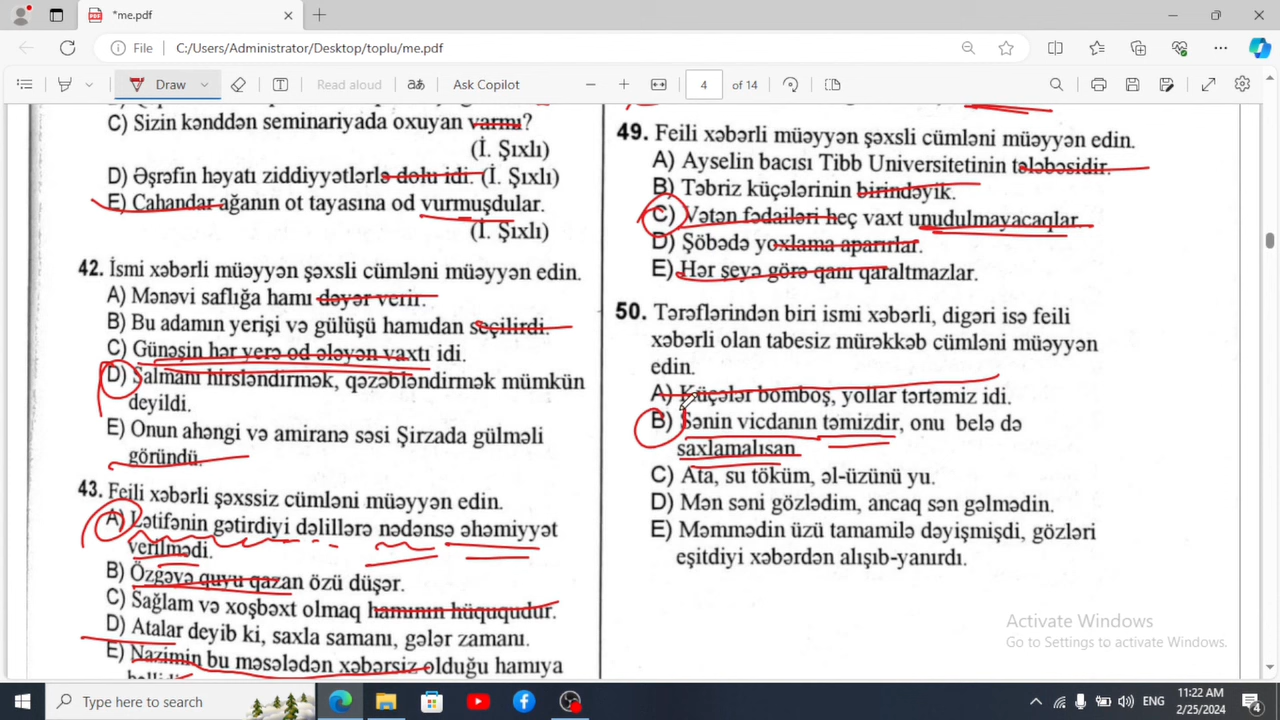 *me.pdf
File
C:/Users/Administrator/Desktop/toplu/me.pdf
Draw
Read aloud
aあ
Ask Copilot
4 of 14
C) Sizin kənddən seminariyada oxuyan varmı?
(İ. Şıxlı)
D) Əşrəfin həyatı ziddiyyətlərlə dolu idi. (İ. Şıxlı)
E) Cahandar ağanın ot tayasına od vurmuşdular.
(İ. Şıxlı)
42. İsmi xəbərli müəyyən şəxsli cümləni müəyyən edin.
A) Mənəvi saflığa hamı dəyər verir.
B) Bu adamın yerişi və gülüşü hamıdan seçilirdi.
C) Günəşin hər yerə od ələyən vaxtı idi.
D) Salmanı hirsləndirmək, qəzəbləndirmək mümkün
deyildi.
E) Onun ahəngi və amiranə səsi Şirzada gülməli
göründü.
43. Feili xəbərli şəxssiz cümləni müəyyən edin.
A) Lətifənin gətirdiyi dəlillərə nədənsə əhəmiyyət
verilmədi.
B) Özgəyə quyu qazan özü düşər.
C) Sağlam və xoşbəxt olmaq hamının hüququdur.
D) Atalar deyib ki, saxla samanı, gələr zamanı.
E) Nazimin bu məsələdən xəbərsiz olduğu hamıya
49. Feili xəbərli müəyyən şəxsli cümləni müəyyən edin.
A) Ayselin bacısı Tibb Universitetinin tələbəsidir.
B) Təbriz küçələrinin birindəyik.
C) Vətən fədailəri heç vaxt unudulmayacaqlar.
D) Şöbədə yoxlama aparırlar.
E) Hər şeyə görə qanı qaraltmazlar.
50. Tərəflərindən biri ismi xəbərli, digəri isə feili
xəbərli olan tabesiz mürəkkəb cümləni müəyyən
edin.
A) Küçələr bomboş, yollar tərtəmiz idi.
B) Sənin vicdanın təmizdir, onu belə də
saxlamalısan
C) Ata, su töküm, əl-üzünü yu.
D) Mən səni gözlədim, ancaq sən gəlmədin.
E) Məmmədin üzü tamamilə dəyişmişdi, gözləri
eşitdiyi xəbərdən alışıb-yanırdı.
Activate Windows
Go to Settings to activate Windows.
Type here to search
ENG
11:22 AM
2/25/2024
4